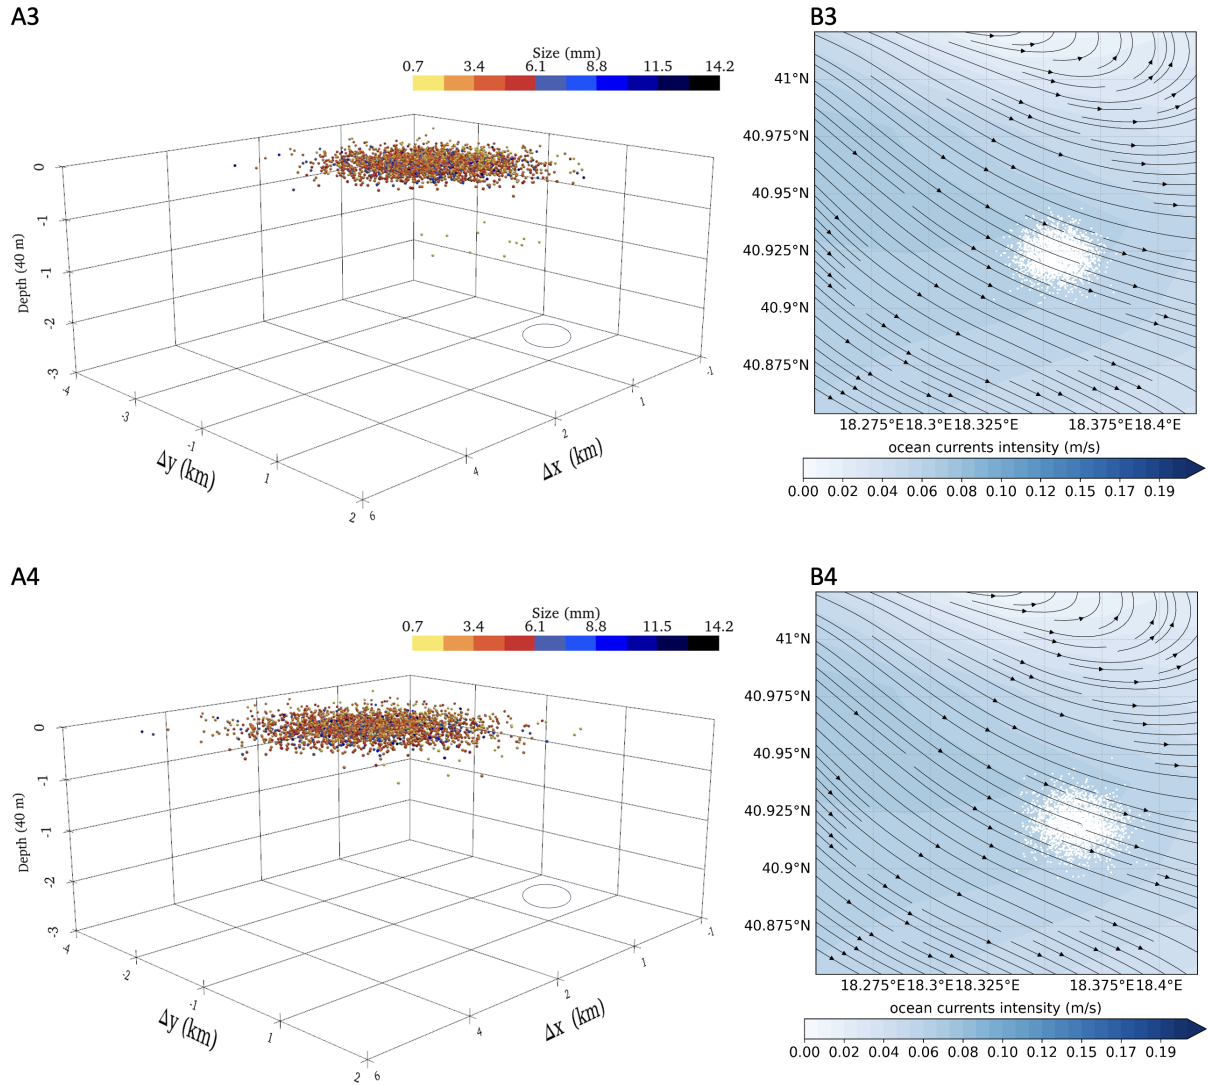 A3
B3
Size (mm)
0.7 3.4 6.1 8.8 11.5 14.2
0
-1
-1
-2
-3
Depth (40 m)
-4
-3
-1
1
2
Δy (km)
6
4
2
1
-1
Δx (km)
41°N
40.975°N
40.95°N
40.925°N
40.9°N
40.875°N
18.275°E 18.3°E 18.325°E 18.375°E 18.4°E
ocean currents intensity (m/s)
0.00 0.02 0.04 0.06 0.08 0.10 0.12 0.15 0.17 0.19
A4
B4
Size (mm)
0.7 3.4 6.1 8.8 11.5 14.2
0
-1
-1
-2
-3
Depth (40 m)
-4
-2
-1
1
2
Δy (km)
6
4
2
1
-1
Δx (km)
41°N
40.975°N
40.95°N
40.925°N
40.9°N
40.875°N
18.275°E 18.3°E 18.325°E 18.375°E 18.4°E
ocean currents intensity (m/s)
0.00 0.02 0.04 0.06 0.08 0.10 0.12 0.15 0.17 0.19